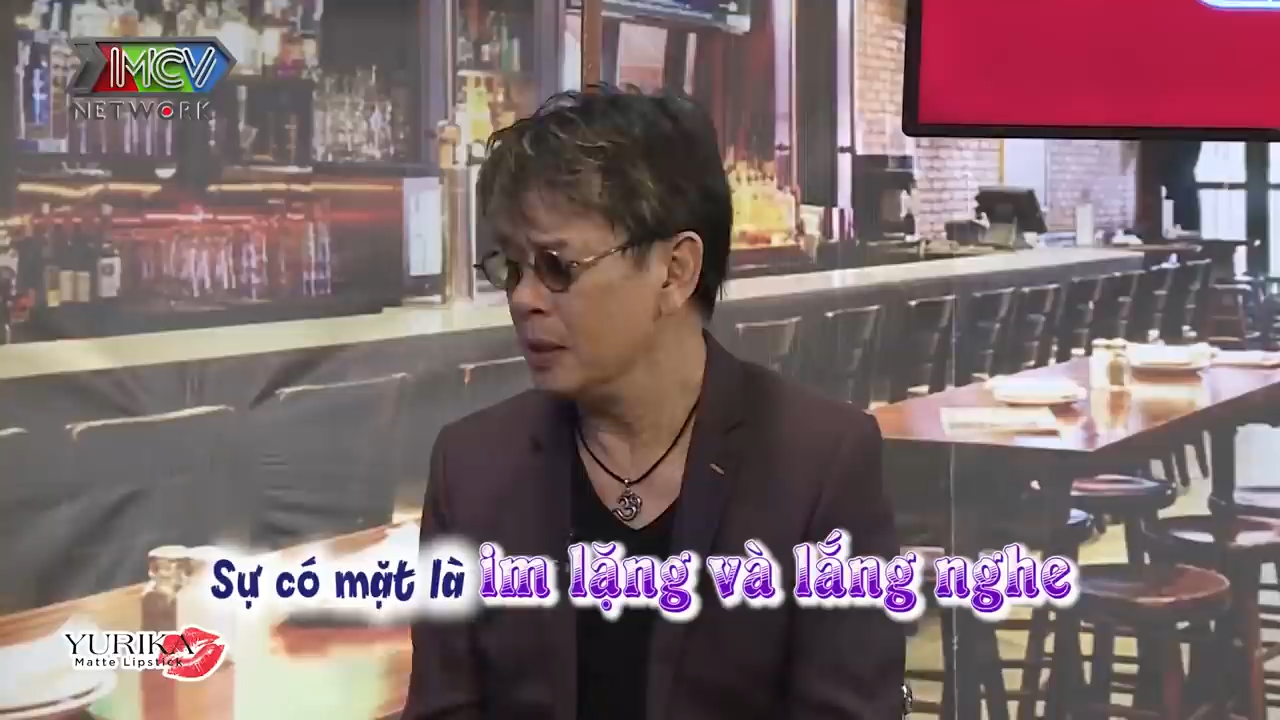 MCV
NETWORK
Sự có mặt là im lặng và lắng nghe
YURIKA
Matte Lipstick